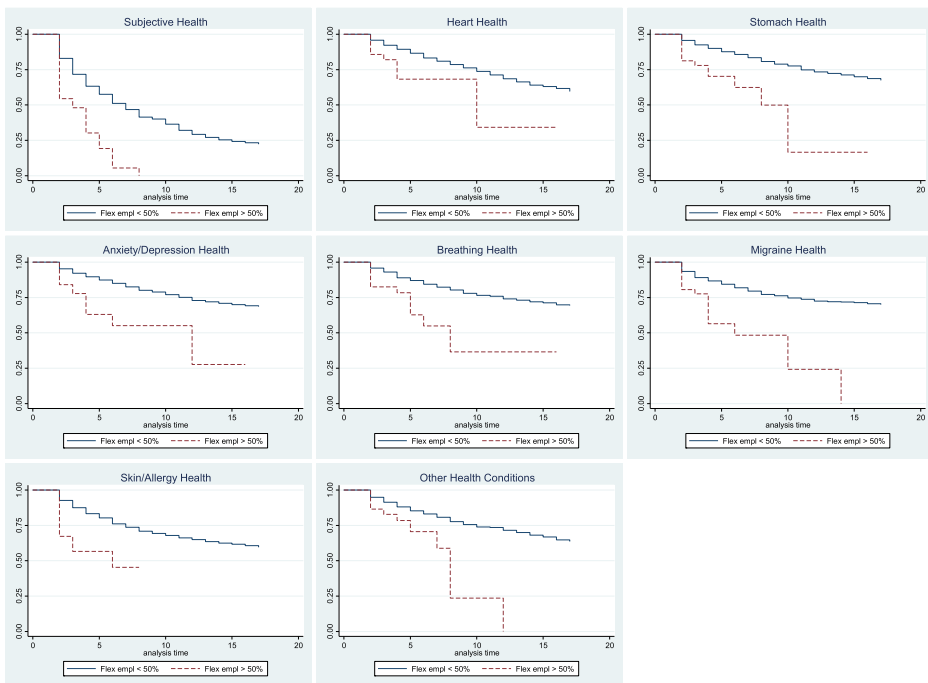 Subjective Health
1.00
0.75
0.50
0.25
0.00
0 5 10 15 20
analysis time
Flex empl < 50% Flex empl > 50%
Heart Health
1.00
0.75
0.50
0.25
0.00
0 5 10 15 20
analysis time
Flex empl < 50% Flex empl > 50%
Stomach Health
1.00
0.75
0.50
0.25
0.00
0 5 10 15 20
analysis time
Flex empl < 50% Flex empl > 50%
Anxiety/Depression Health
1.00
0.75
0.50
0.25
0.00
0 5 10 15 20
analysis time
Flex empl < 50% Flex empl > 50%
Breathing Health
1.00
0.75
0.50
0.25
0.00
0 5 10 15 20
analysis time
Flex empl < 50% Flex empl > 50%
Migraine Health
1.00
0.75
0.50
0.25
0.00
0 5 10 15 20
analysis time
Flex empl < 50% Flex empl > 50%
Skin/Allergy Health
1.00
0.75
0.50
0.25
0.00
0 5 10 15 20
analysis time
Flex empl < 50% Flex empl > 50%
Other Health Conditions
1.00
0.75
0.50
0.25
0.00
0 5 10 15 20
analysis time
Flex empl < 50% Flex empl > 50%